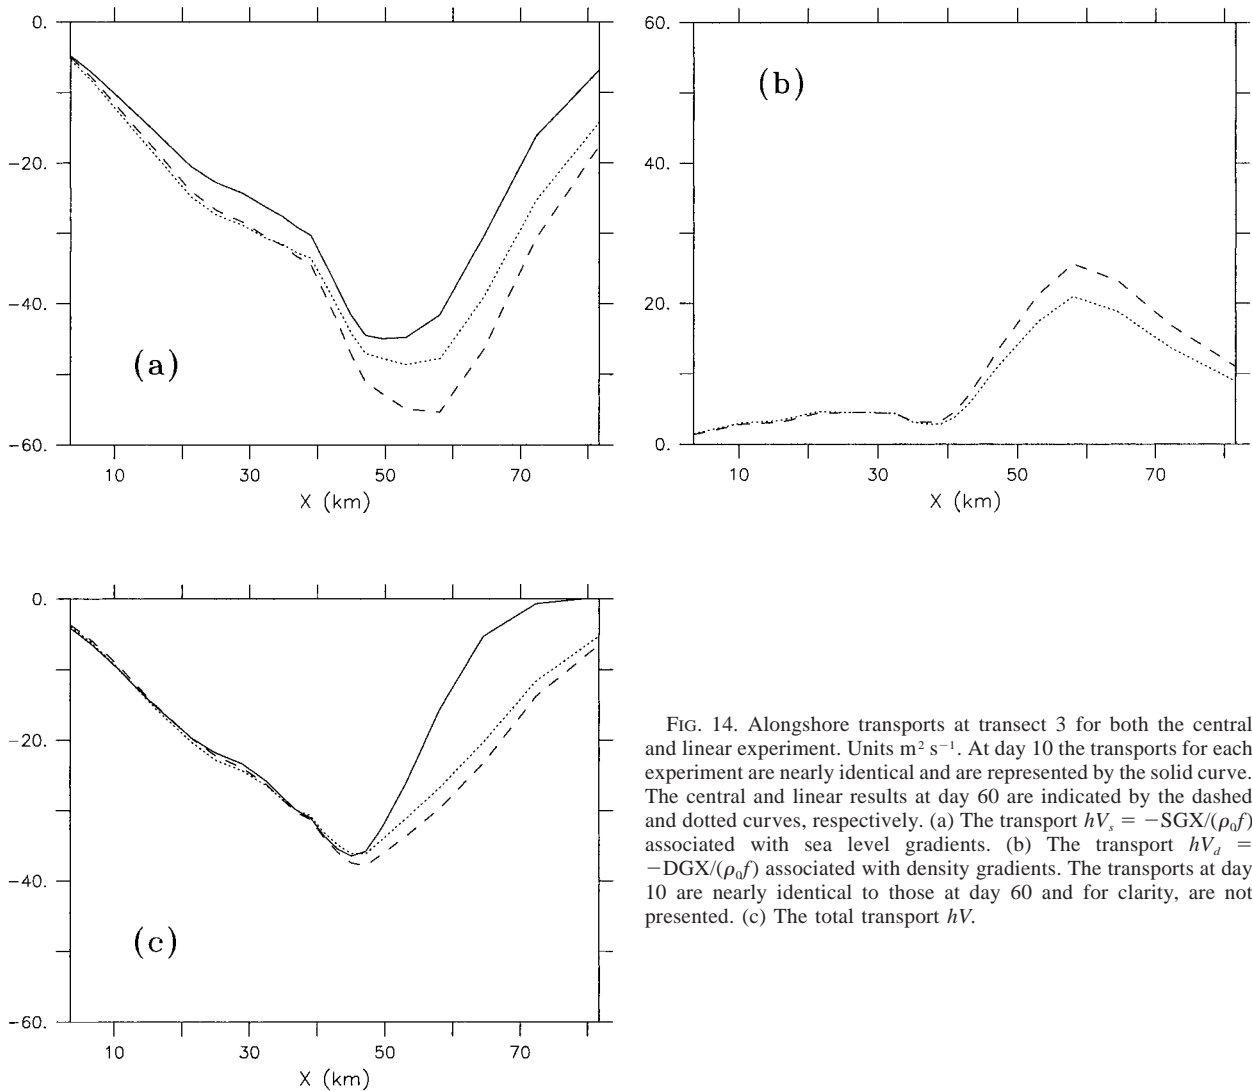 0.
-20.
-40.
-60.
(a)
10 30 50 70
X (km)
60.
40.
20.
0.
(b)
10 30 50 70
X (km)
0.
-20.
-40.
-60.
(c)
10 30 50 70
X (km)
FIG. 14. Alongshore transports at transect 3 for both the central
and linear experiment. Units m² s⁻¹. At day 10 the transports for each
experiment are nearly identical and are represented by the solid curve.
The central and linear results at day 60 are indicated by the dashed
and dotted curves, respectively. (a) The transport hVₛ = −SGX/(ρ₀f)
associated with sea level gradients. (b) The transport hV_d =
−DGX/(ρ₀f) associated with density gradients. The transports at day
10 are nearly identical to those at day 60 and for clarity, are not
presented. (c) The total transport hV.